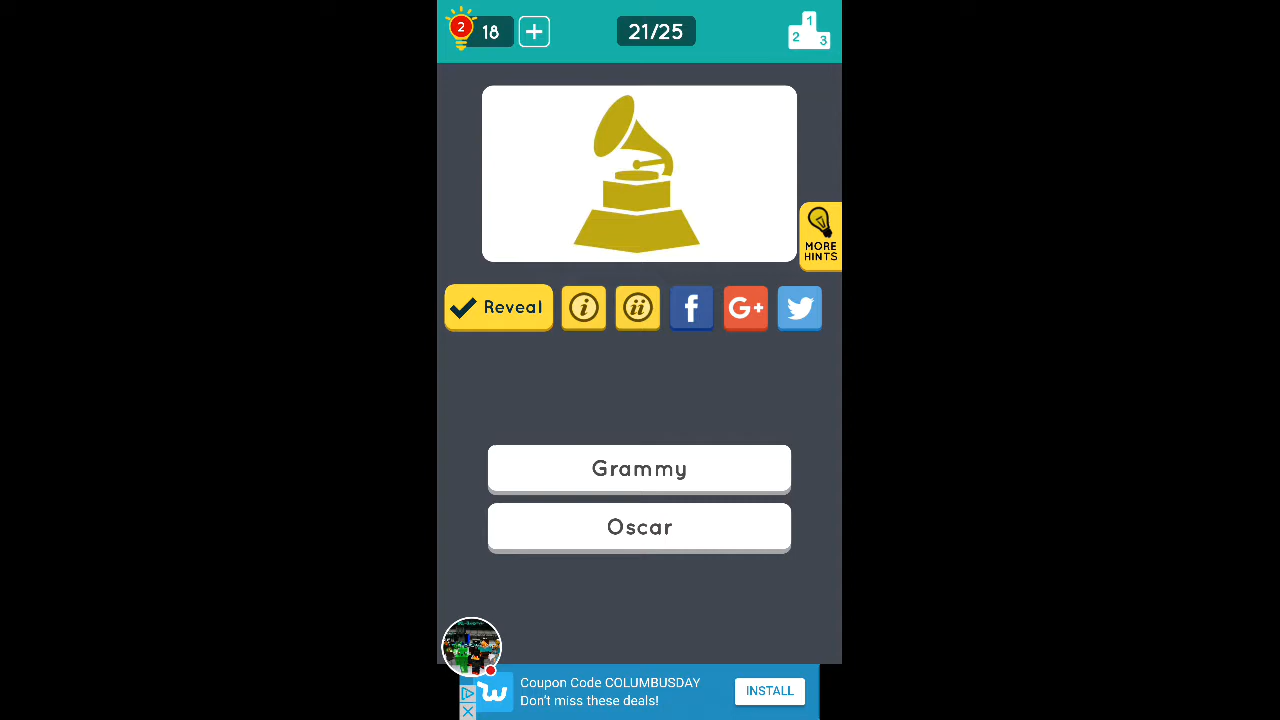 2 18 + 21/25 1 2 3
MORE
HINTS
Reveal i ii f G+
Grammy
Oscar
Coupon Code COLUMBUSDAY
Don't miss these deals!
INSTALL